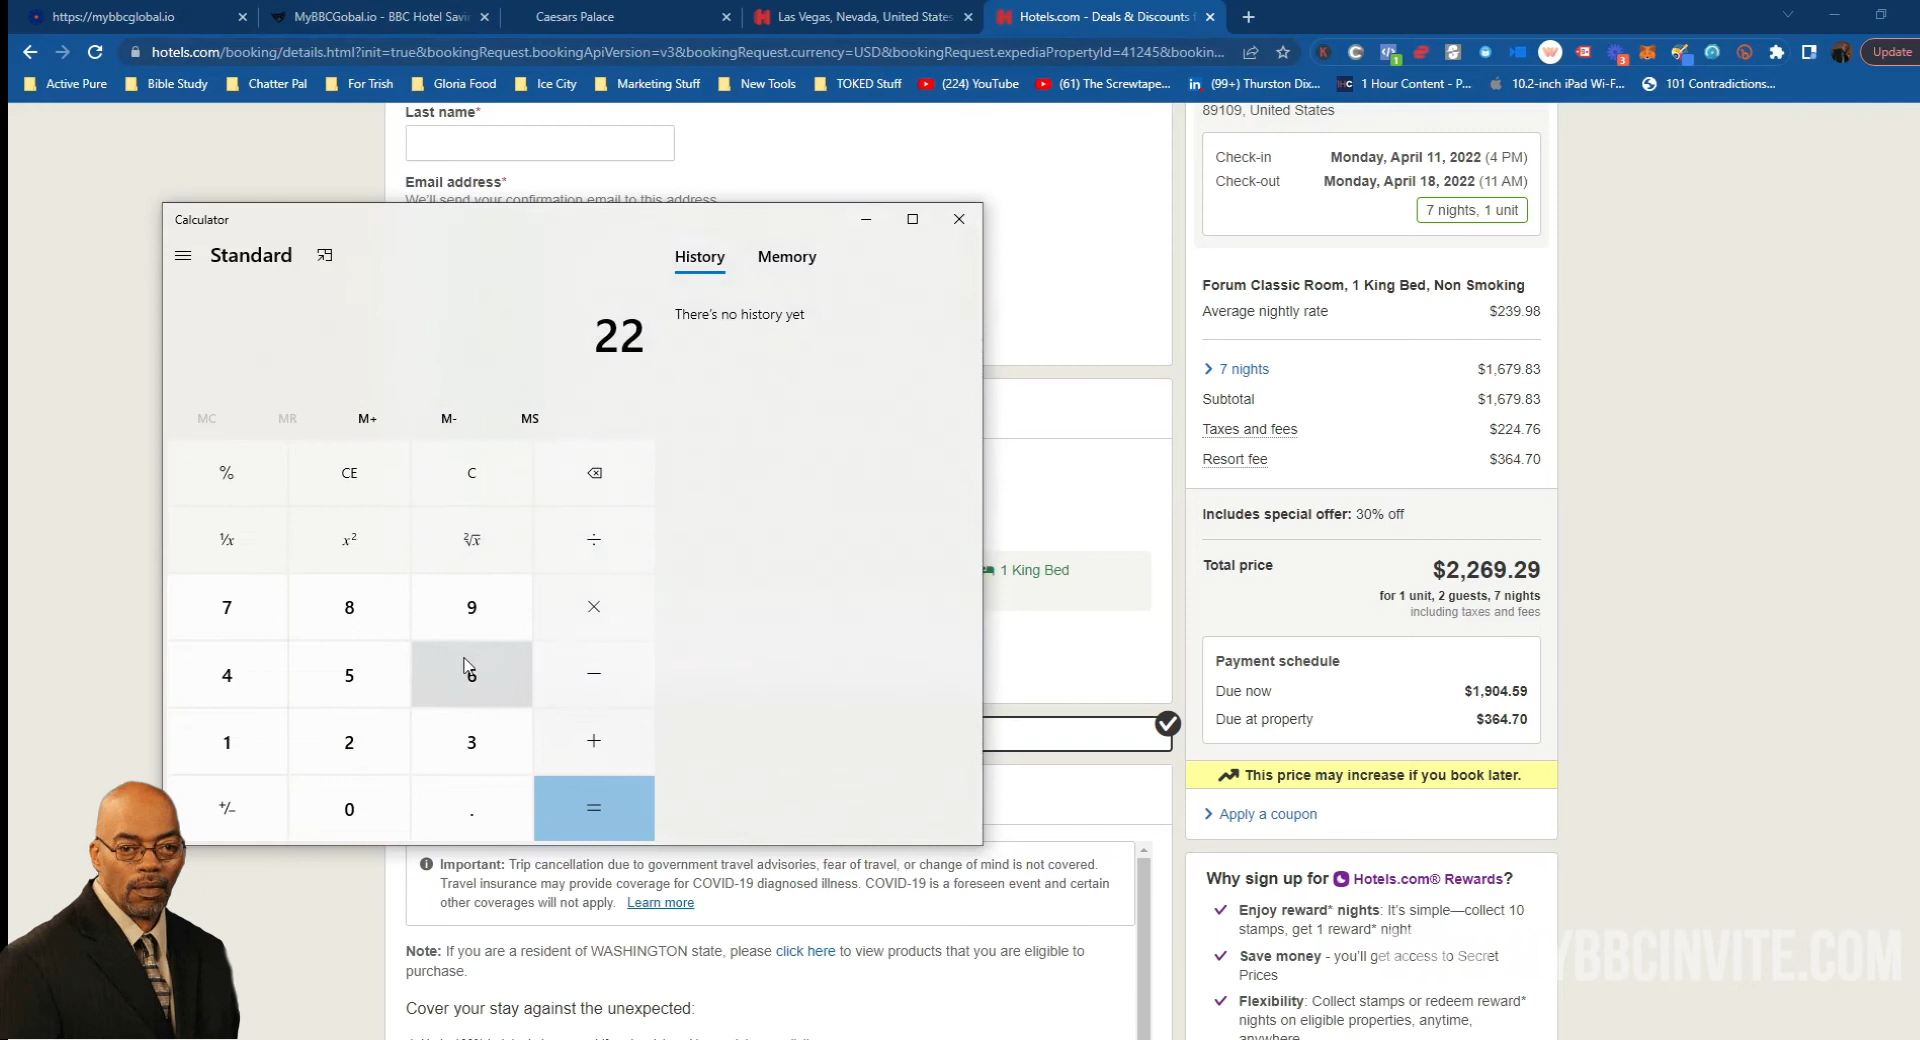 https://mybbcglobal.io
MyBBCGobal.io - BBC Hotel Savi
Caesars Palace
Las Vegas, Nevada, United States
Hotels.com - Deals & Discounts f
hotels.com/booking/details.html?init=true&bookingRequest.bookingApiVersion=v3&bookingRequest.currency=USD&bookingRequest.expediaPropertyId=41245&bookin...
Update
Active Pure
Bible Study
Chatter Pal
For Trish
Gloria Food
Ice City
Marketing Stuff
New Tools
TOKED Stuff
(224) YouTube
(61) The Screwtape...
(99+) Thurston Dix...
1 Hour Content - P...
10.2-inch iPad Wi-F...
101 Contradictions...
Last name*
Email address*
We'll send your confirmation email to this address
Calculator
Standard
History
Memory
There's no history yet
22
MC MR M+ M- MS
% CE C
¹/x x² ²√x ÷
7 8 9 ×
4 5 6 −
1 2 3 +
+/− 0 . =
1 King Bed
Important: Trip cancellation due to government travel advisories, fear of travel, or change of mind is not covered.
Travel insurance may provide coverage for COVID-19 diagnosed illness. COVID-19 is a foreseen event and certain
other coverages will not apply. Learn more
Note: If you are a resident of WASHINGTON state, please click here to view products that you are eligible to
purchase.
Cover your stay against the unexpected:
89109, United States
Check-in Monday, April 11, 2022 (4 PM)
Check-out Monday, April 18, 2022 (11 AM)
7 nights, 1 unit
Forum Classic Room, 1 King Bed, Non Smoking
Average nightly rate $239.98
7 nights $1,679.83
Subtotal $1,679.83
Taxes and fees $224.76
Resort fee $364.70
Includes special offer: 30% off
Total price $2,269.29
for 1 unit, 2 guests, 7 nights
including taxes and fees
Payment schedule
Due now $1,904.59
Due at property $364.70
This price may increase if you book later.
Apply a coupon
Why sign up for Hotels.com® Rewards?
Enjoy reward* nights: It's simple—collect 10
stamps, get 1 reward* night
Save money - you'll get access to Secret
Prices
Flexibility: Collect stamps or redeem reward*
nights on eligible properties, anytime,
anywhere
YBBCINVITE.COM